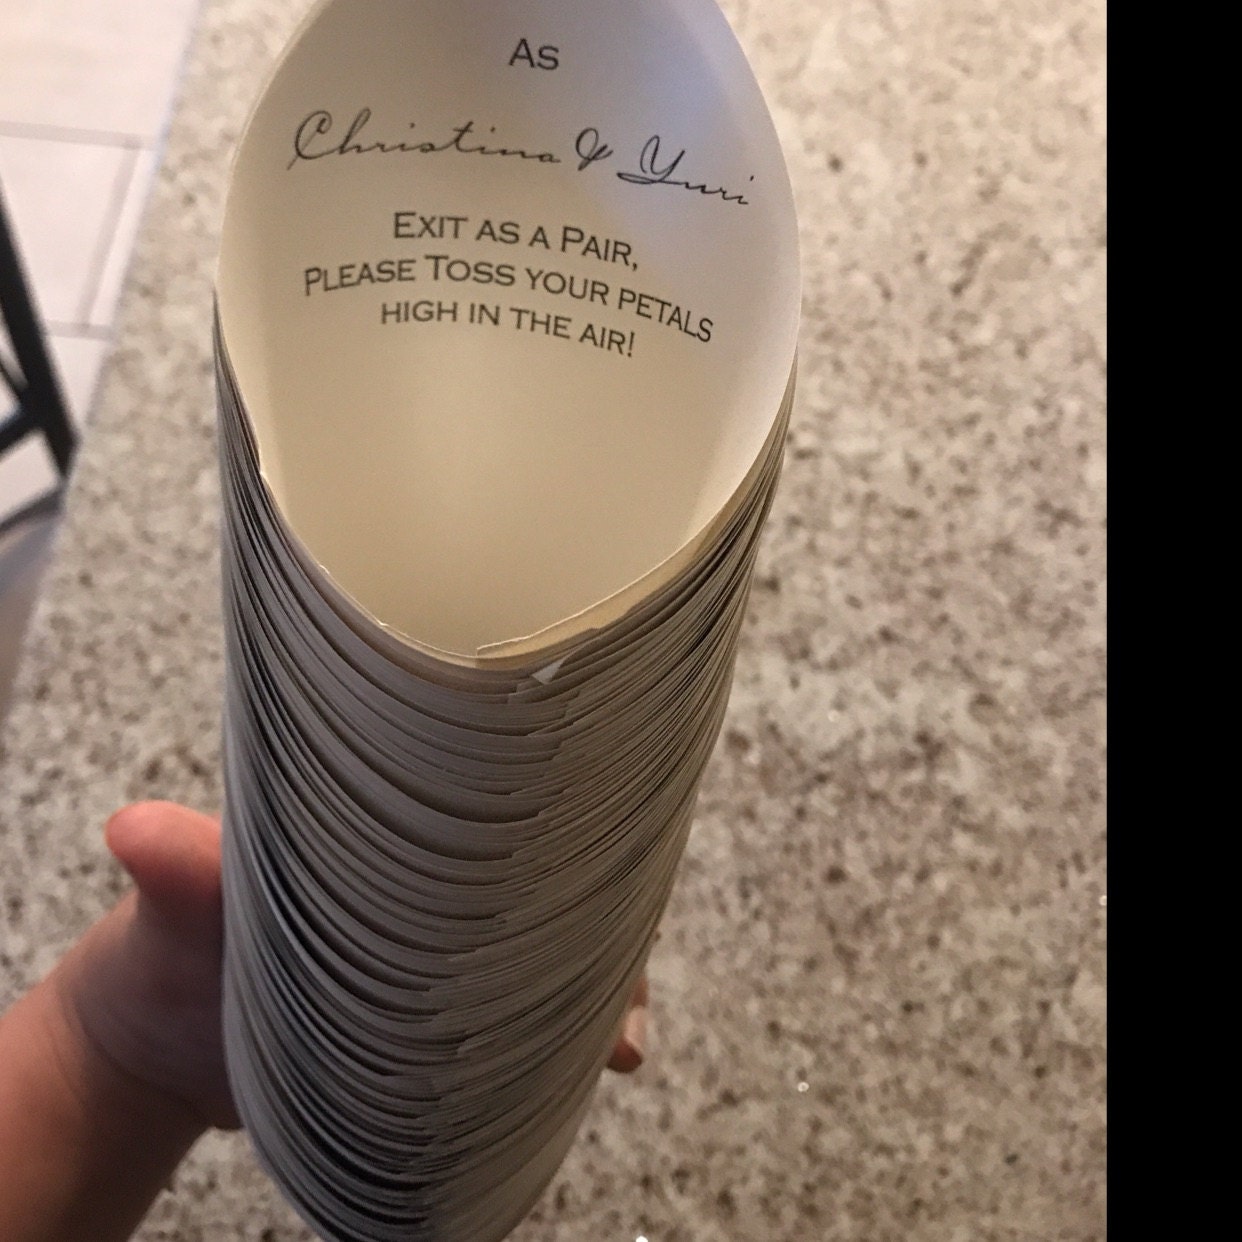 As
Christina & Yuri
Exit as a Pair,
Please Toss your petals
high in the air!